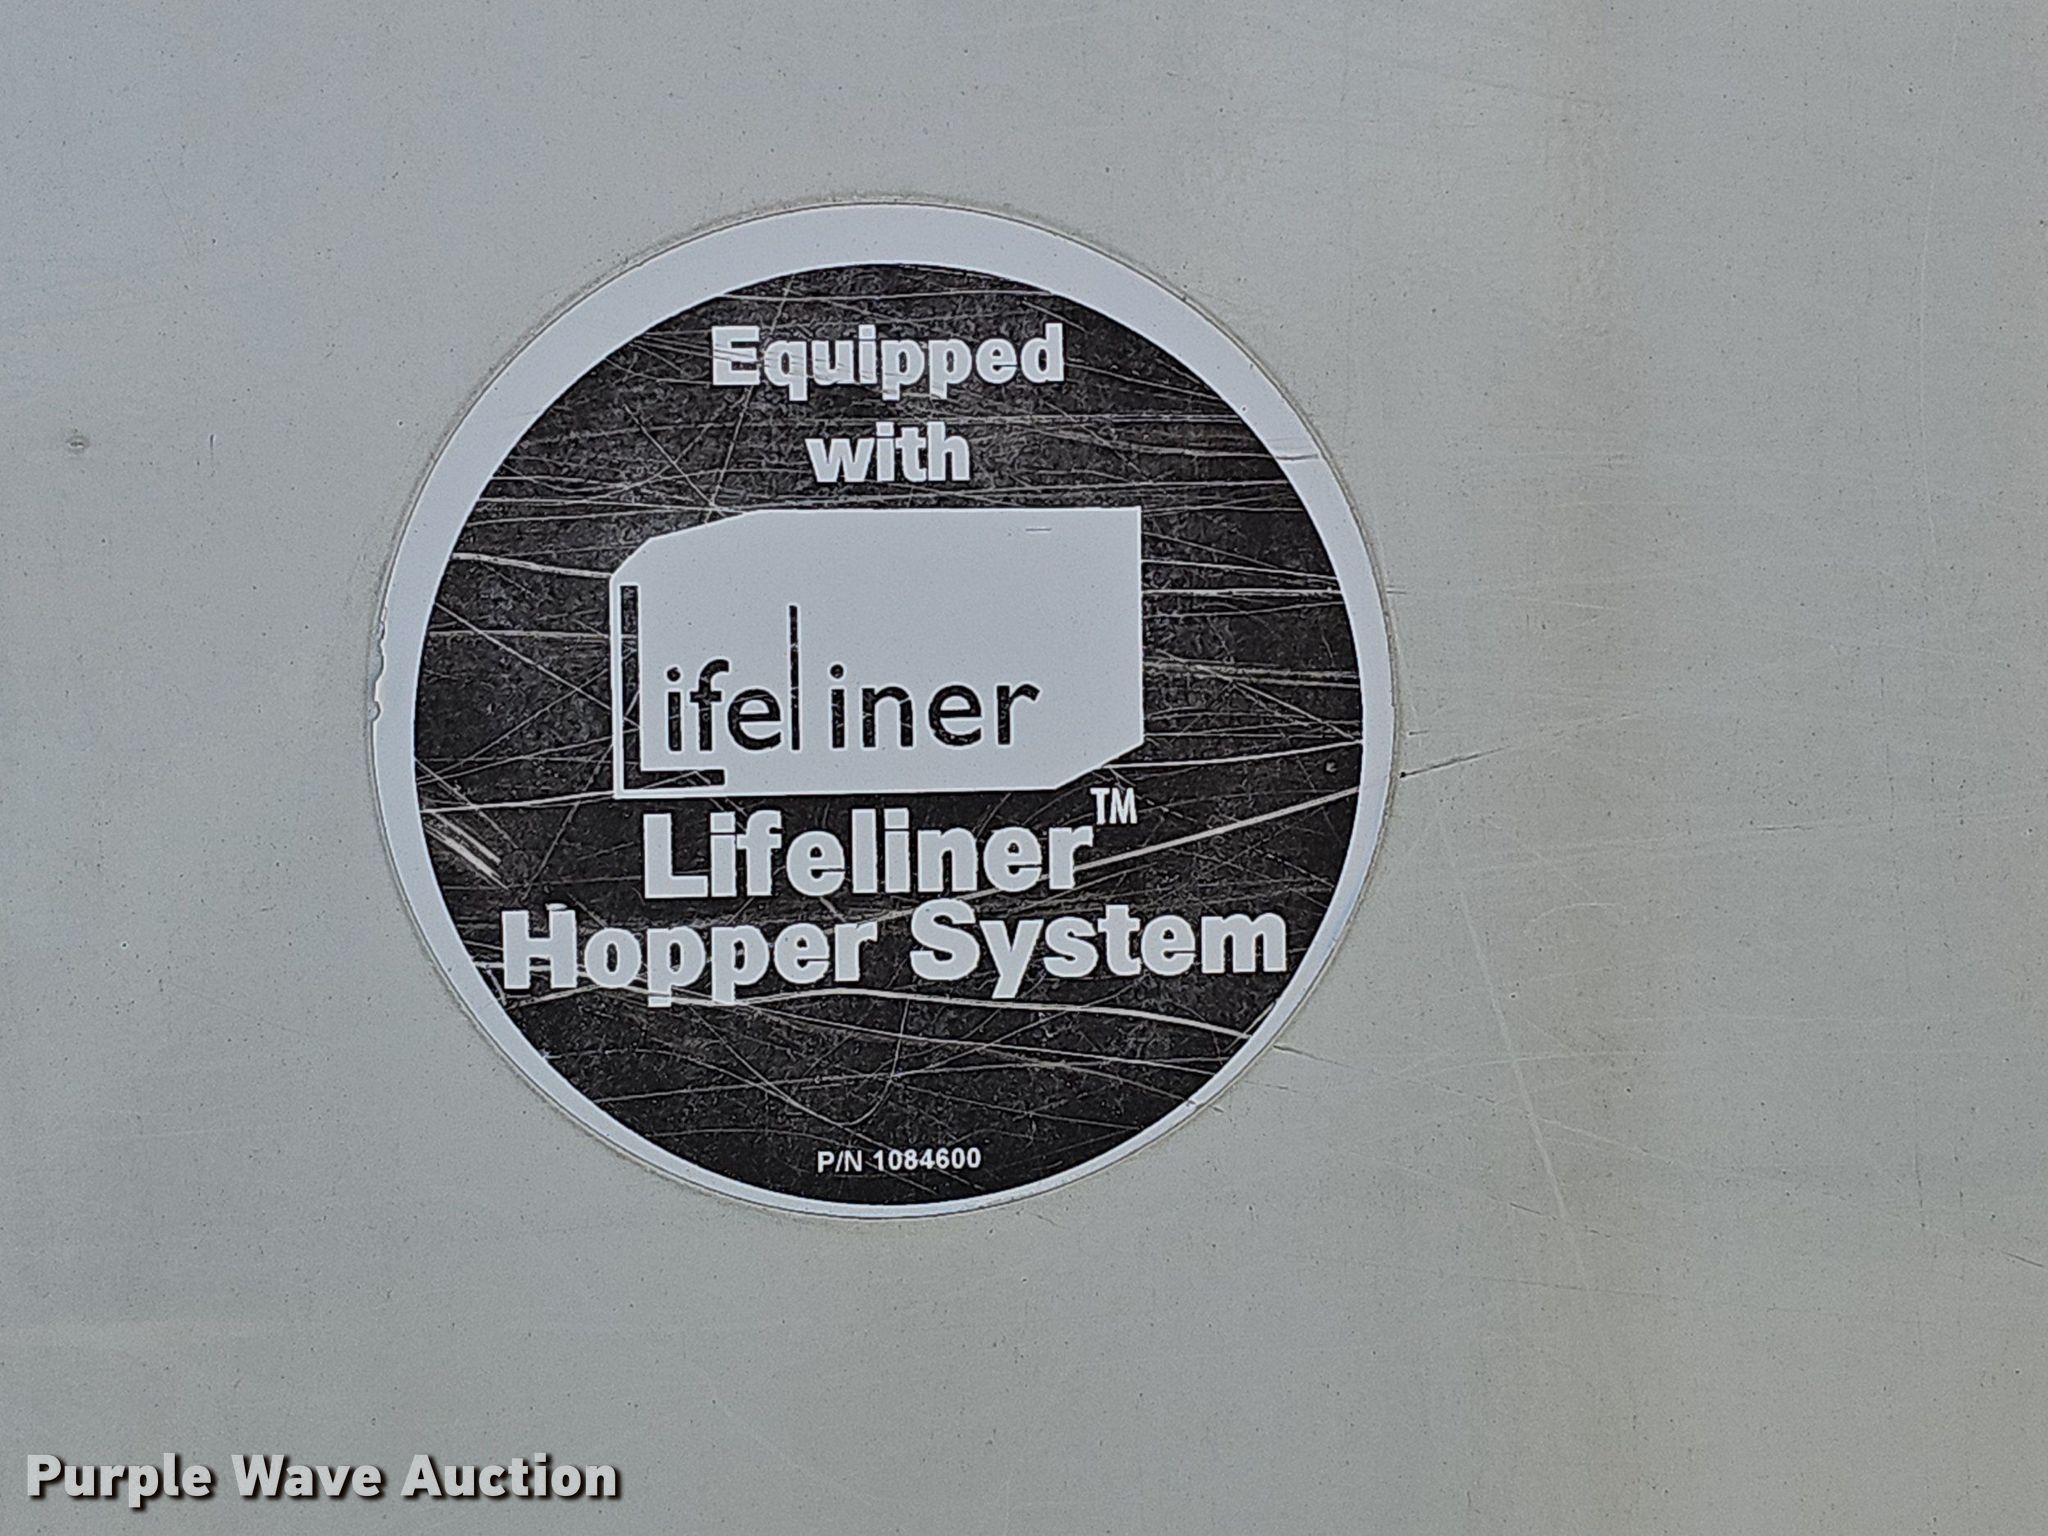 Equipped
with
Lifeliner
Lifeliner™
Hopper System
P/N 1084600
Purple Wave Auction